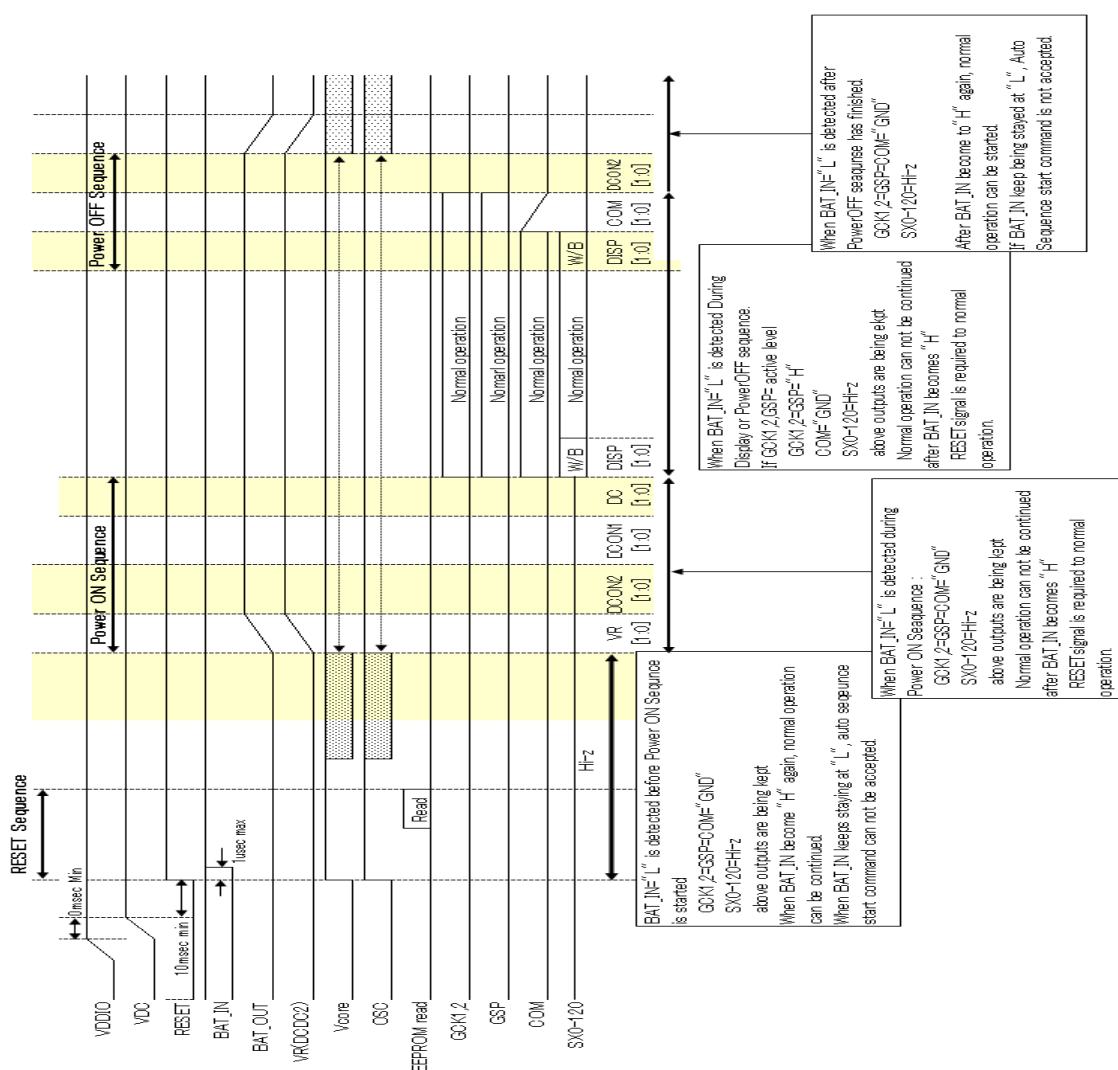 RESET Sequence
Power ON Sequence
Power OFF Sequence
0msec Min
10msec min
1usec max
VDDIO
VDC
RESET
BAT_IN
BAT_OUT
VR(DCDC2)
Vcore
OSC
EEPROM read
GCK1,2
GSP
COM
SX0-120
Read
Hi-z
Normal operation
Nomarl operation
Normal operation
Normal operation
W/B
W/B
VR
[1:0]
DCON2
[1:0]
DCON1
[1:0]
DC
[1:0]
DISP
[1:0]
DISP
[1:0]
COM
[1:0]
DCON2
[1:0]
BAT_IN="L" is detected before Power ON Sequnce
is started
GCK1,2=GSP=COM="GND"
SX0-120=Hi-z
above outputs are being kept
When BAT_IN become "H" again, normal operation
can be continued.
When BAT_IN keeps staying at "L", auto seqeunce
start command can not be accepted.
When BAT_IN="L" is detected during
Power ON Seaquence :
GCK1,2=GSP=COM="GND"
SX0-120=Hi-z
above outputs are being kept
Normal operation can not be continued
after BAT_IN becomes "H"
RESET signal is required to normal
operation.
When BAT_IN="L" is detected During
Display or PowerOFF sequence.
If GCK1,2,GSP= active level
GCK1,2=GSP="H"
COM="GND"
SX0-120=Hi-z
above outputs are being ekpt
Normal operation can not be continued
after BAT_IN becomes "H"
RESET signal is required to normal
operation.
When BAT_IN="L" is detected after
PowerOFF seaqunse has finished.
GCK1,2=GSP=COM="GND"
SX0-120=Hi-z
After BAT_IN become to "H" again, normal
operation can be started.
If BAT_IN keep being stayed at "L", Auto
Sequence start command is not accepted.